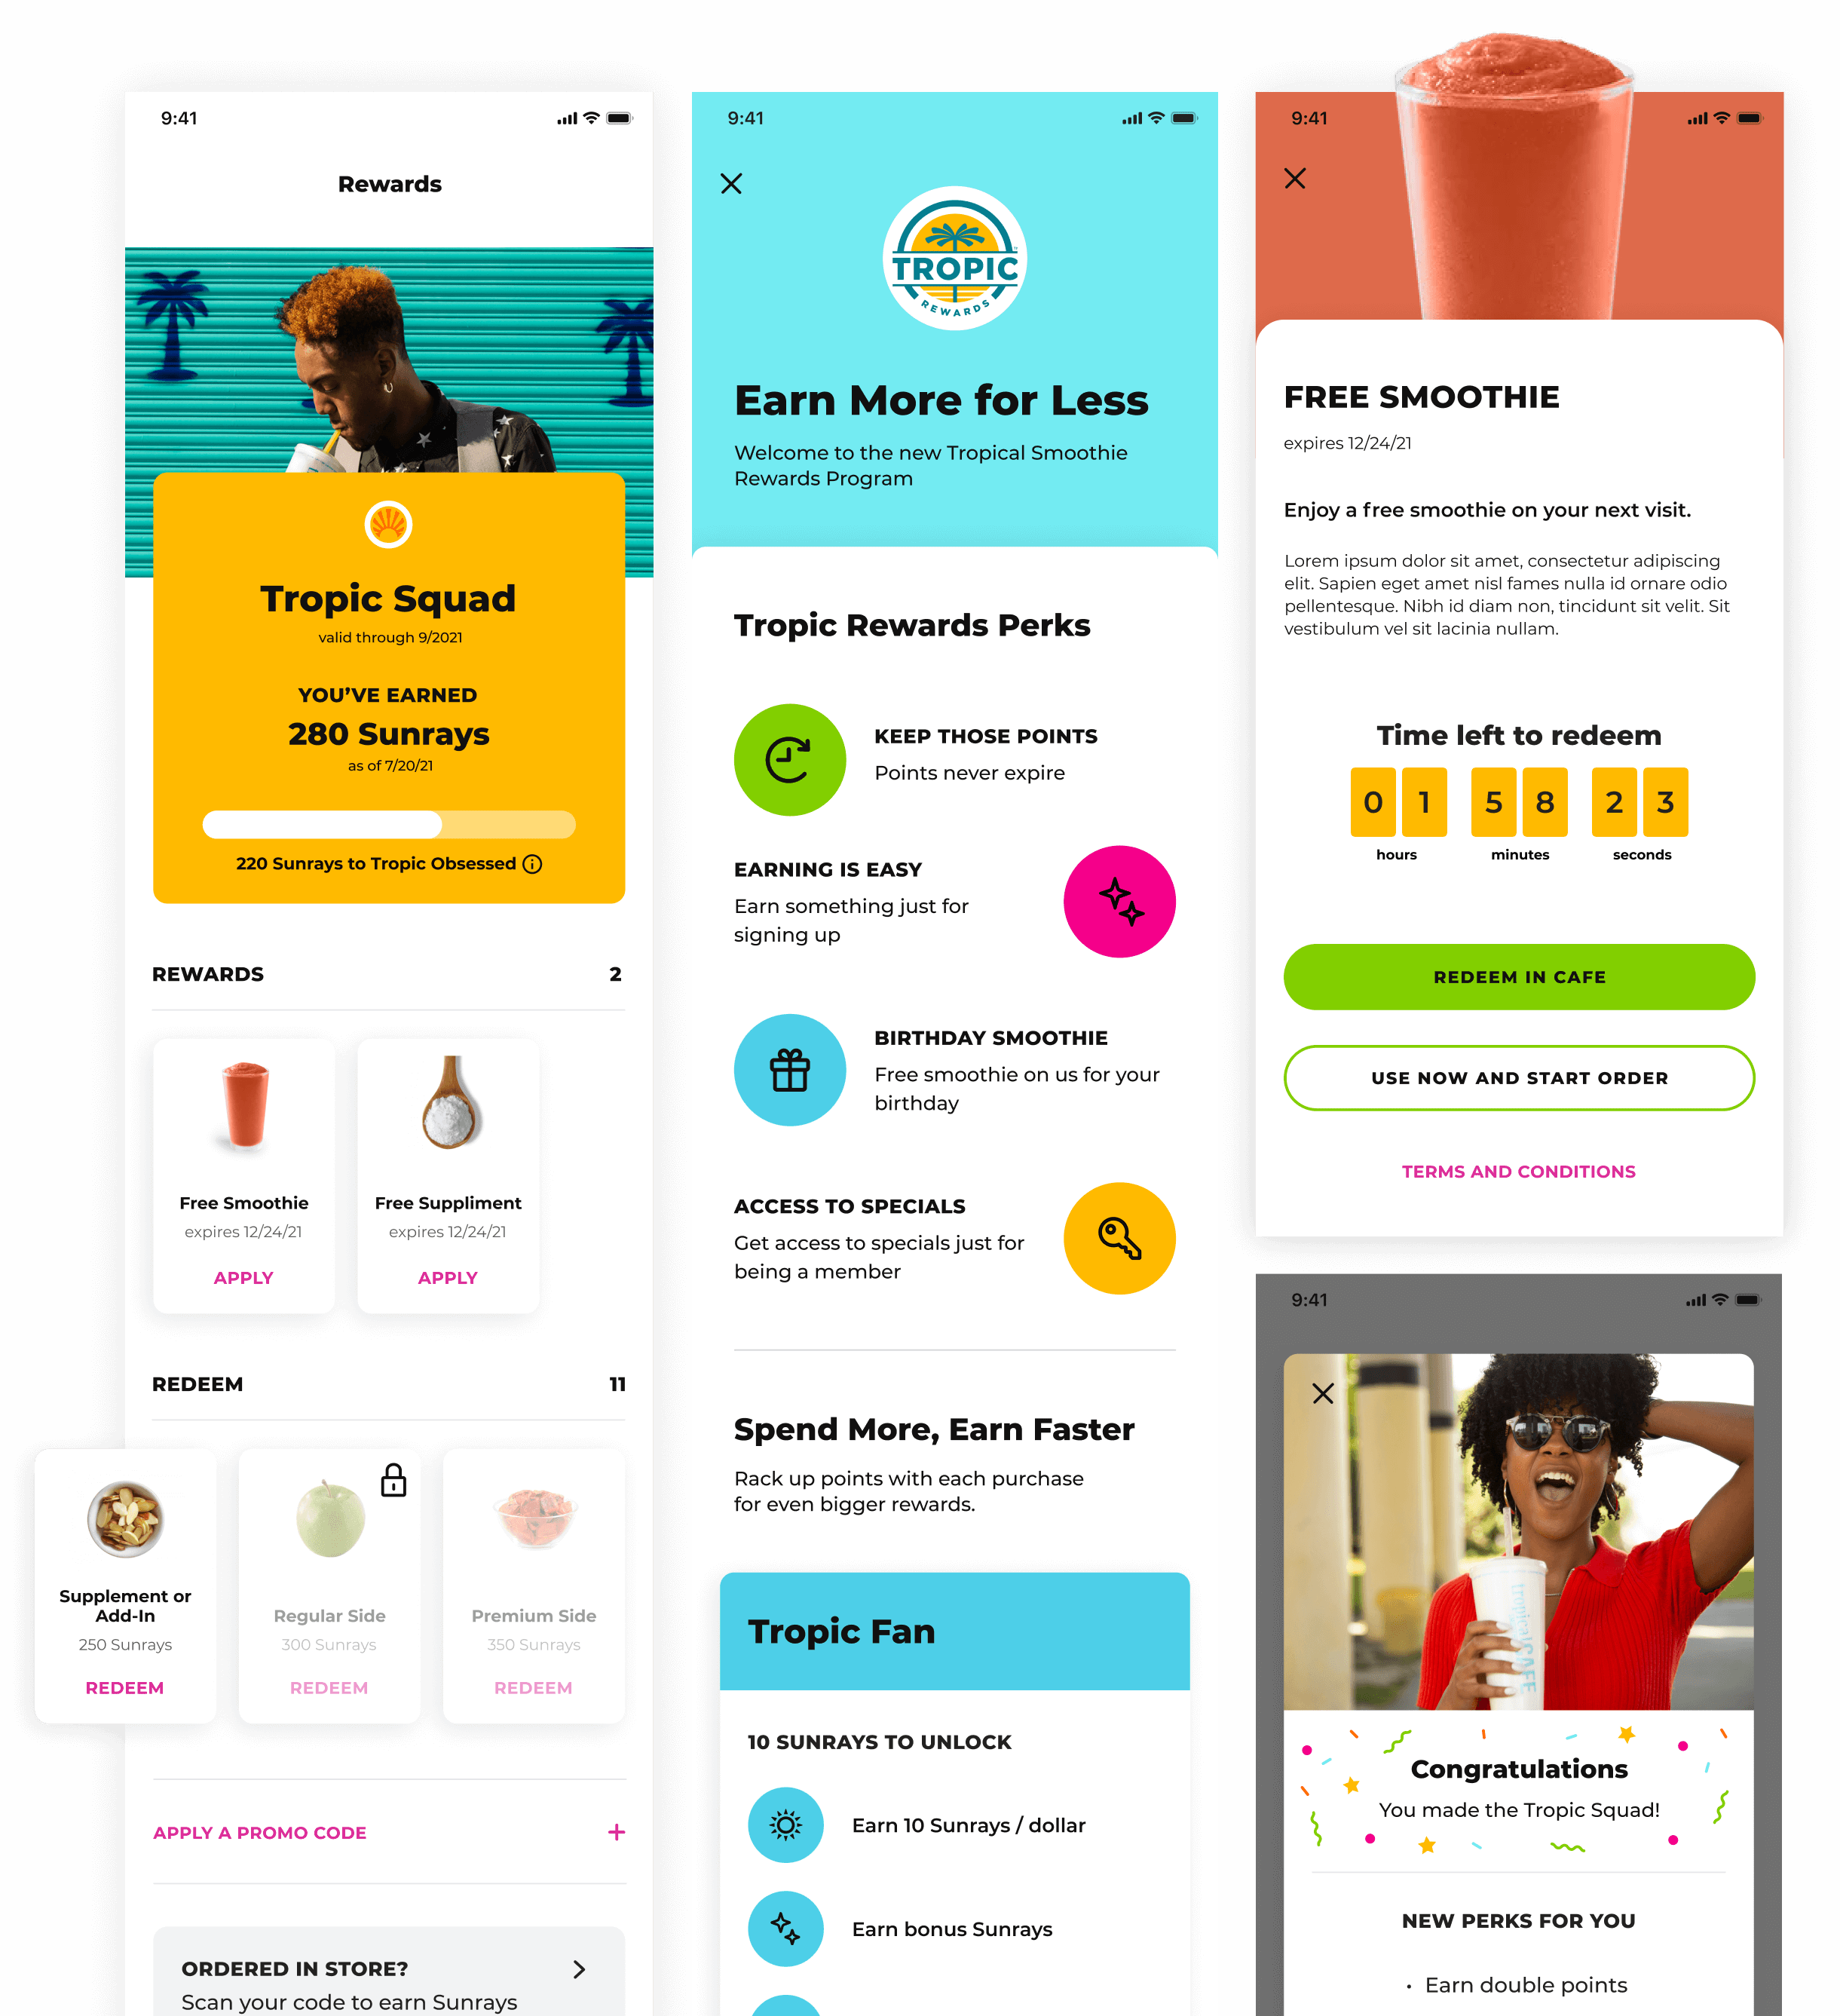 9:41
Rewards
Tropic Squad
valid through 9/2021
YOU’VE EARNED
280 Sunrays
as of 7/20/21
220 Sunrays to Tropic Obsessed
REWARDS 2
Free Smoothie
expires 12/24/21
APPLY
Free Suppliment
expires 12/24/21
APPLY
REDEEM 11
Supplement or
Add-In
250 Sunrays
REDEEM
Regular Side
300 Sunrays
REDEEM
Premium Side
350 Sunrays
REDEEM
APPLY A PROMO CODE
ORDERED IN STORE?
Scan your code to earn Sunrays
9:41
TROPIC
REWARDS
Earn More for Less
Welcome to the new Tropical Smoothie
Rewards Program
Tropic Rewards Perks
KEEP THOSE POINTS
Points never expire
EARNING IS EASY
Earn something just for
signing up
BIRTHDAY SMOOTHIE
Free smoothie on us for your
birthday
ACCESS TO SPECIALS
Get access to specials just for
being a member
Spend More, Earn Faster
Rack up points with each purchase
for even bigger rewards.
Tropic Fan
10 SUNRAYS TO UNLOCK
Earn 10 Sunrays / dollar
Earn bonus Sunrays
9:41
FREE SMOOTHIE
expires 12/24/21
Enjoy a free smoothie on your next visit.
Lorem ipsum dolor sit amet, consectetur adipiscing
elit. Sapien eget amet nisl fames nulla id ornare odio
pellentesque. Nibh id diam non, tincidunt sit velit. Sit
vestibulum vel sit lacinia nullam.
Time left to redeem
01 58 23
hours minutes seconds
REDEEM IN CAFE
USE NOW AND START ORDER
TERMS AND CONDITIONS
9:41
Congratulations
You made the Tropic Squad!
NEW PERKS FOR YOU
• Earn double points